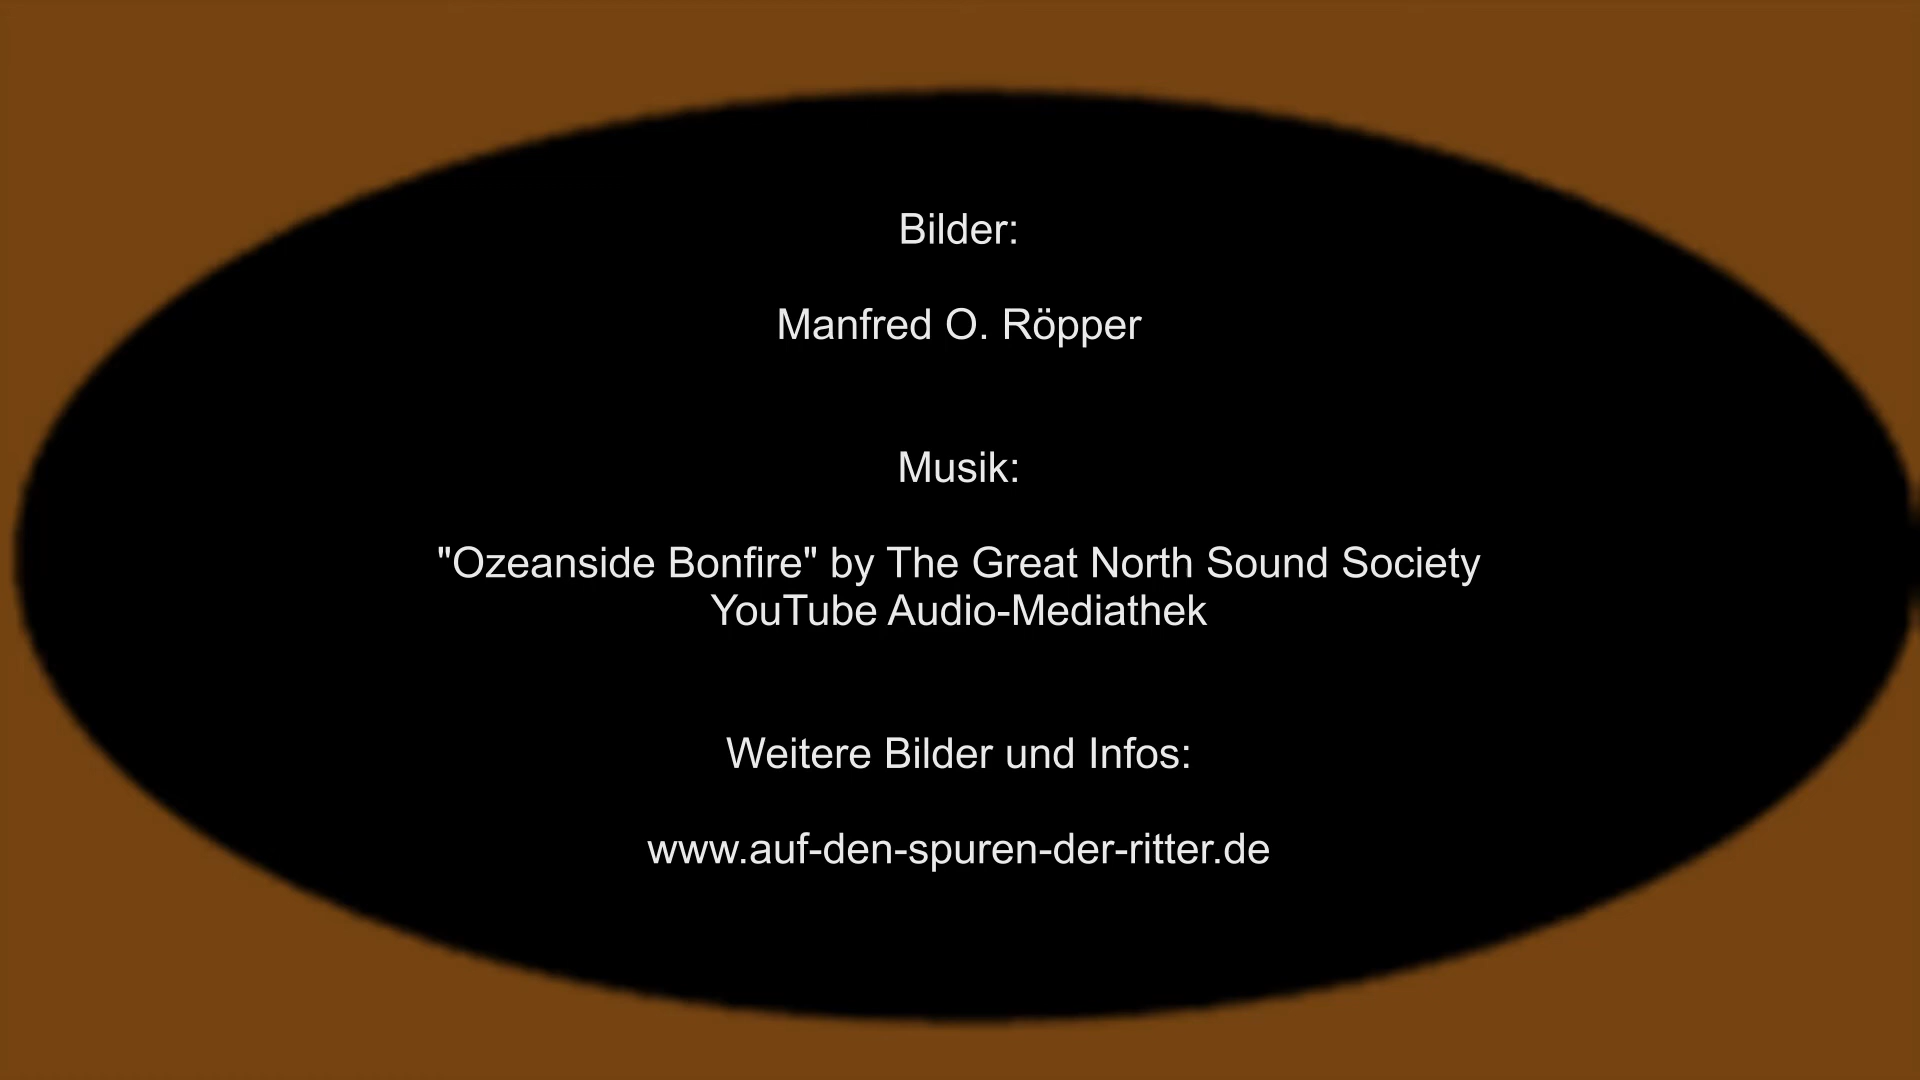 Bilder:
Manfred O. Röpper
Musik:
"Ozeanside Bonfire" by The Great North Sound Society
YouTube Audio-Mediathek
Weitere Bilder und Infos:
www.auf-den-spuren-der-ritter.de